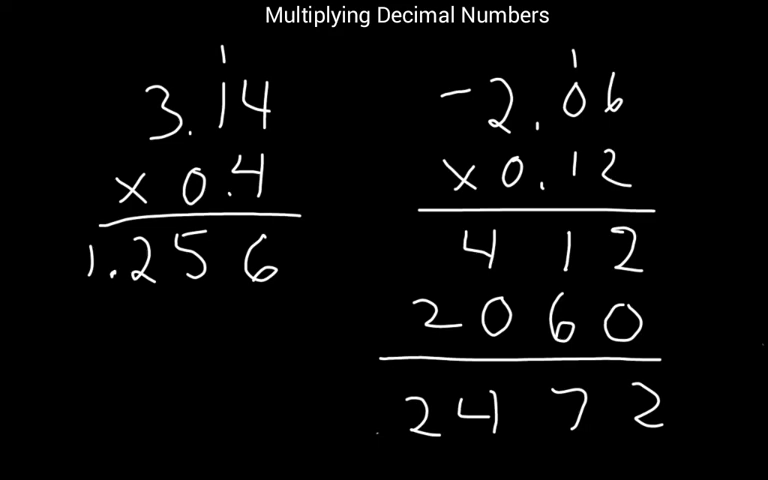 Multiplying Decimal Numbers
1
3.14
x 0.4
1.256
1
-2.06
x 0.12
412
2060
.2472